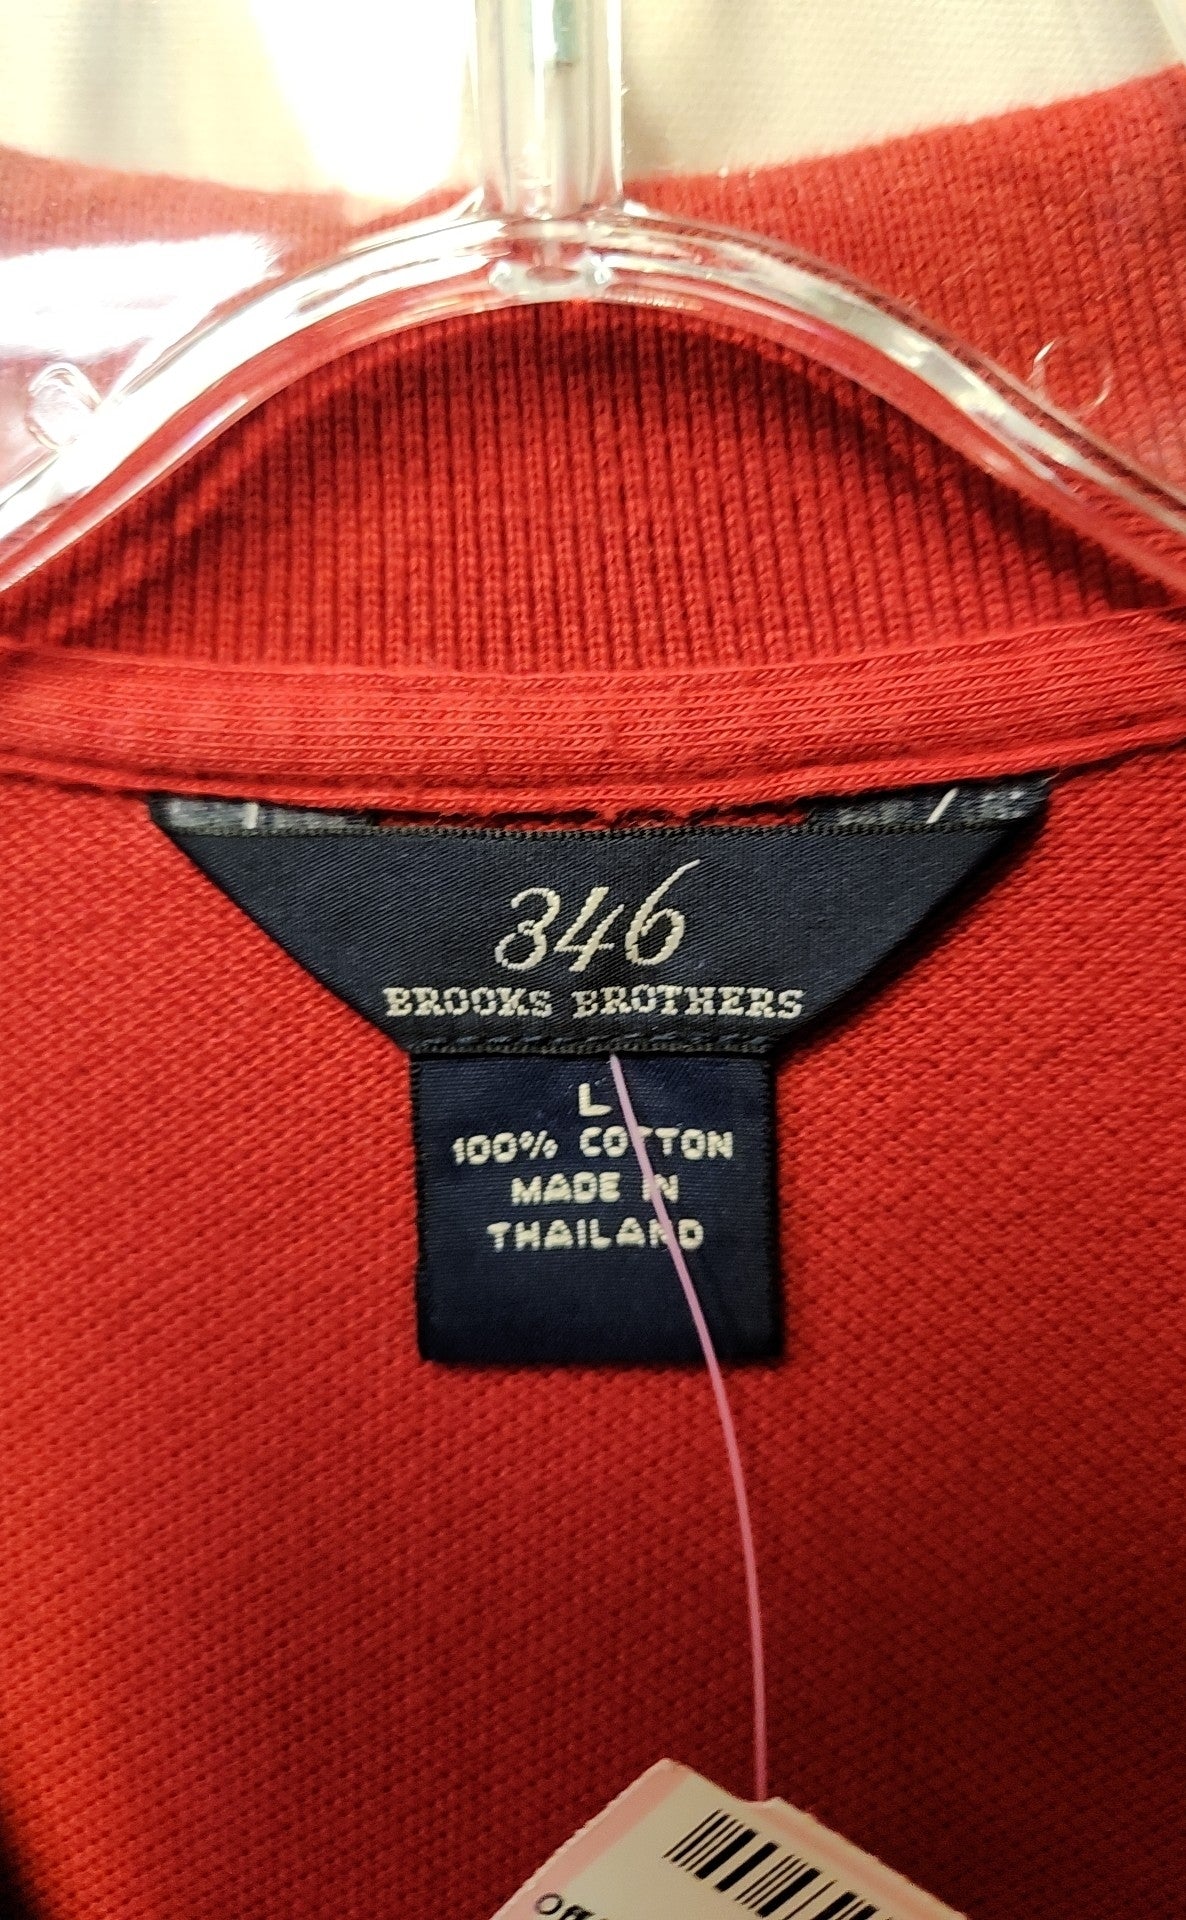 346
BROOKS BROTHERS
L
100% COTTON
MADE IN
THAILAND